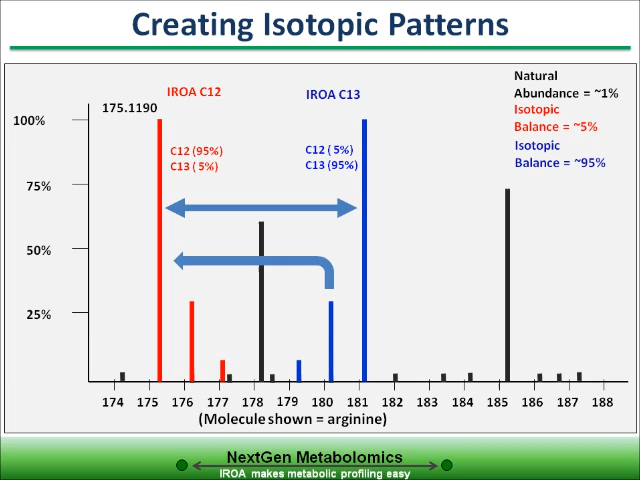 Creating Isotopic Patterns
IROA C12
IROA C13
Natural
Abundance = ~1%
Isotopic
Balance = ~5%
Isotopic
Balance = ~95%
175.1190
100%
C12 (95%)
C13 ( 5%)
C12 ( 5%)
C13 (95%)
75%
50%
25%
174 175 176 177 178 179 180 181 182 183 184 185 186 187 188
(Molecule shown = arginine)
NextGen Metabolomics
IROA makes metabolic profiling easy